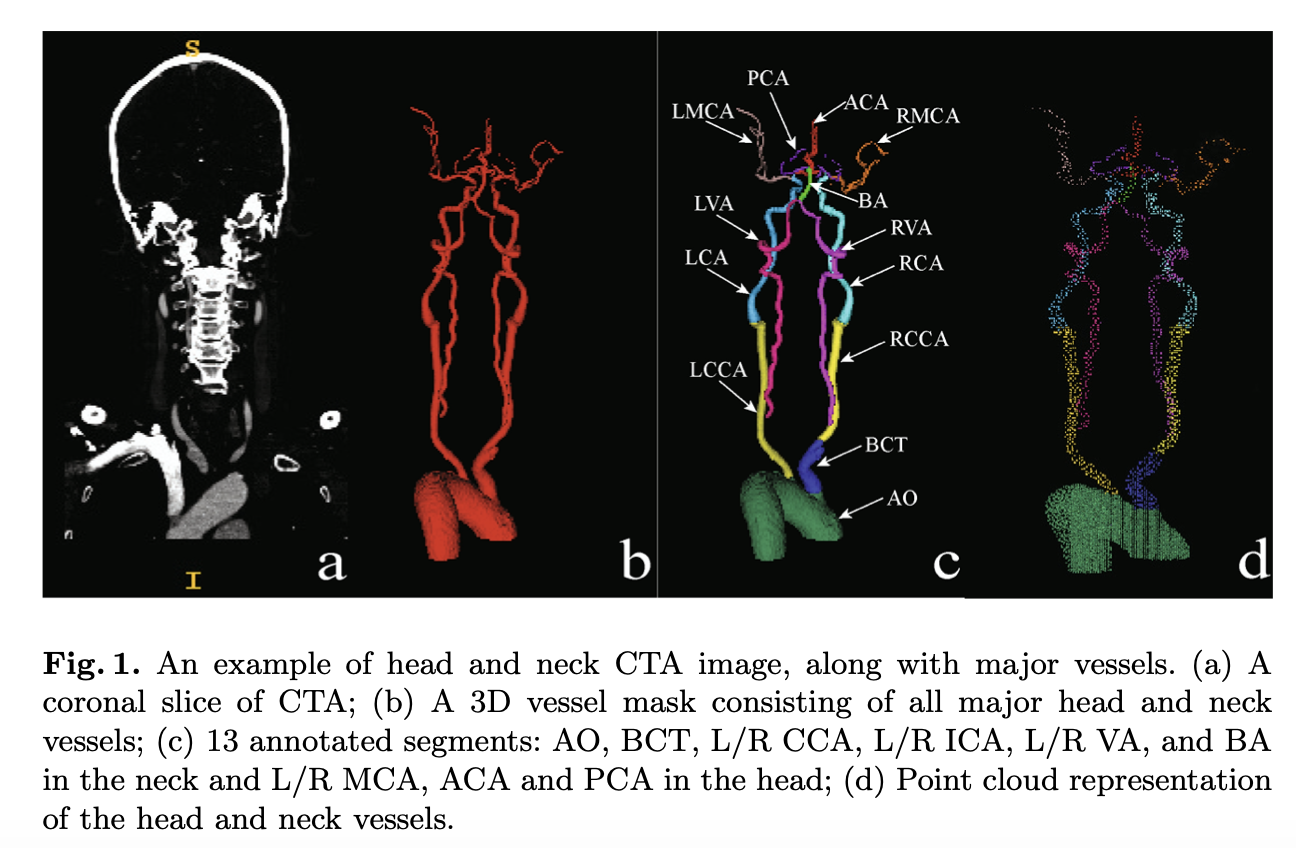 S
PCA
ACA
LMCA
RMCA
BA
LVA
RVA
LCA
RCA
RCCA
LCCA
BCT
AO
I
a
b
c
d
Fig. 1. An example of head and neck CTA image, along with major vessels. (a) A
coronal slice of CTA; (b) A 3D vessel mask consisting of all major head and neck
vessels; (c) 13 annotated segments: AO, BCT, L/R CCA, L/R ICA, L/R VA, and BA
in the neck and L/R MCA, ACA and PCA in the head; (d) Point cloud representation
of the head and neck vessels.